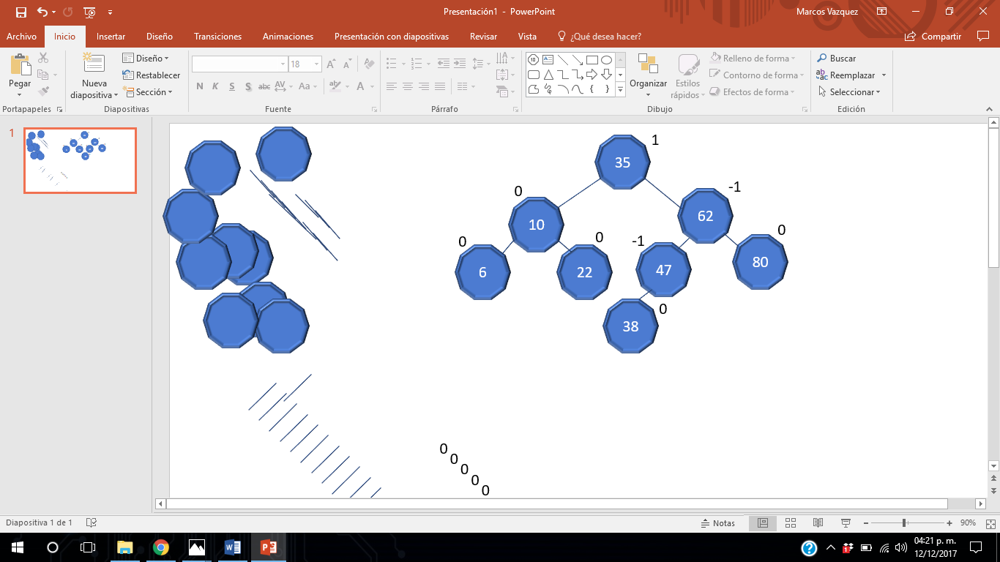 Presentación1 - PowerPoint
Marcos Vazquez
Archivo
Inicio
Insertar
Diseño
Transiciones
Animaciones
Presentación con diapositivas
Revisar
Vista
¿Qué desea hacer?
Compartir
Pegar
Portapapeles
Nueva
diapositiva
Diseño
Restablecer
Sección
Diapositivas
18
N K S S abc AV Aa ab A
Fuente
Párrafo
Organizar
Estilos
rápidos
Relleno de forma
Contorno de forma
Efectos de forma
Dibujo
Buscar
Reemplazar
Seleccionar
Edición
1
35
1
10
0
62
-1
6
0
22
0
47
-1
80
0
38
0
0
0
0
0
0
Diapositiva 1 de 1
Notas
90%
04:21 p. m.
12/12/2017